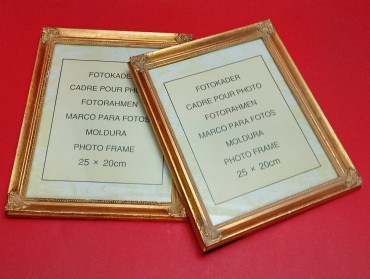 FOTOKADER
CADRE POUR PHOTO
FOTORAHMEN
MARCO PARA FOTOS
MOLDURA
PHOTO FRAME
25 × 20cm
FOTOKADER
CADRE POUR PHOTO
FOTORAHMEN
MARCO PARA FOTOS
MOLDURA
PHOTO FRAME
25 × 20cm